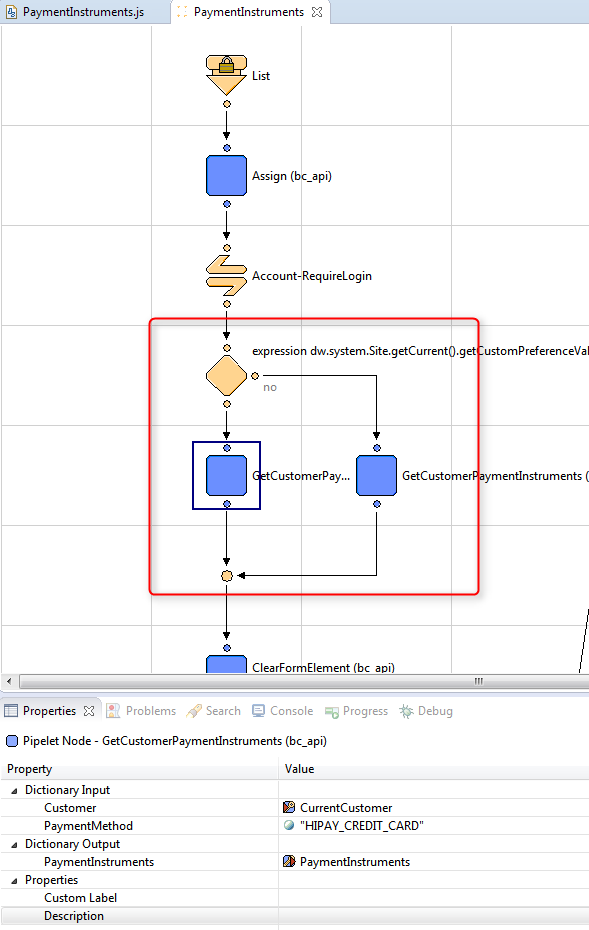 PaymentInstruments.js
PaymentInstruments
List
Assign (bc_api)
Account-RequireLogin
expression dw.system.Site.getCurrent().getCustomPreferenceVal
no
GetCustomerPay...
GetCustomerPaymentInstruments (
ClearFormElement (bc_api)
Properties Problems Search Console Progress Debug
Pipelet Node - GetCustomerPaymentInstruments (bc_api)
Property Value
Dictionary Input
Customer CurrentCustomer
PaymentMethod "HIPAY_CREDIT_CARD"
Dictionary Output
PaymentInstruments PaymentInstruments
Properties
Custom Label
Description